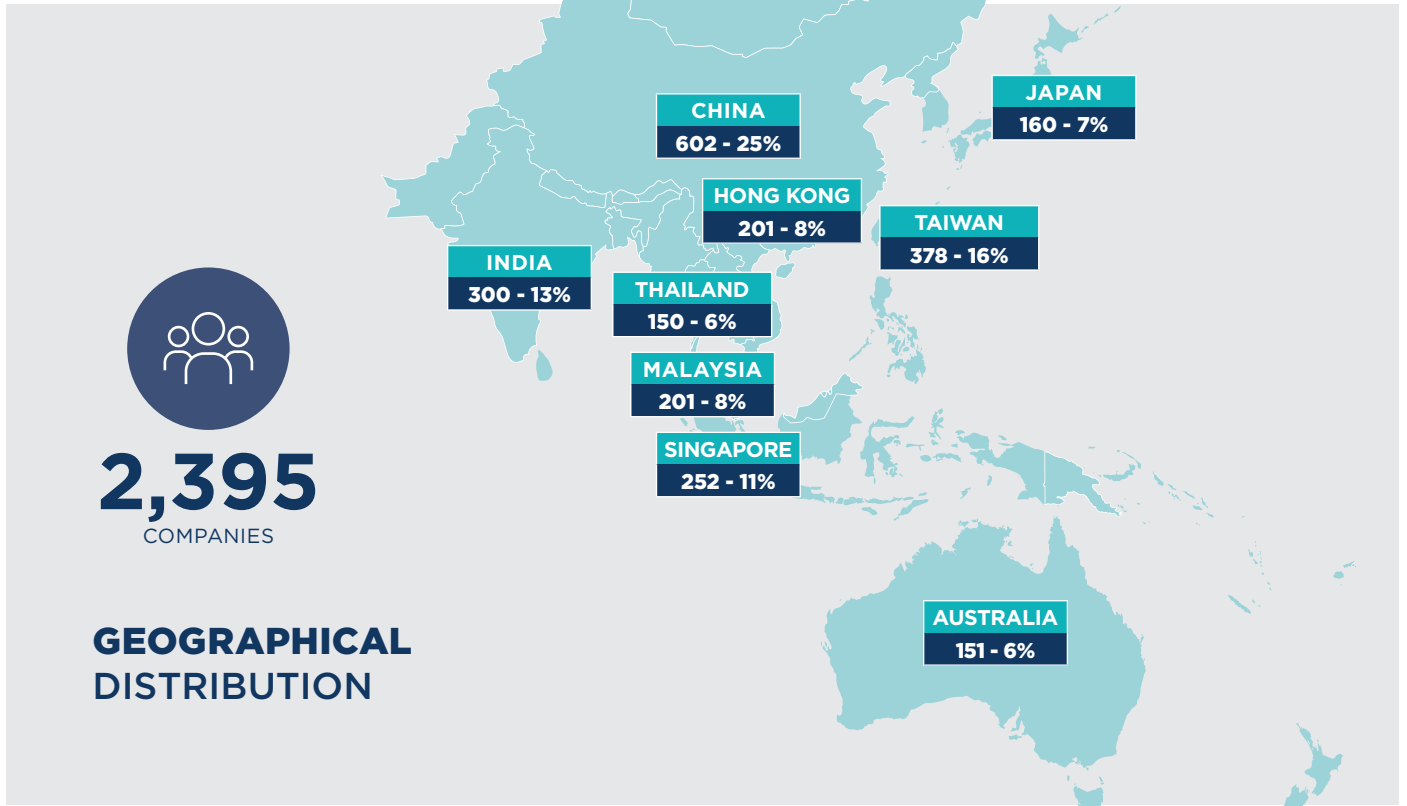 CHINA
602 - 25%
JAPAN
160 - 7%
HONG KONG
201 - 8%
TAIWAN
378 - 16%
INDIA
300 - 13%
THAILAND
150 - 6%
MALAYSIA
201 - 8%
SINGAPORE
252 - 11%
2,395
COMPANIES
AUSTRALIA
151 - 6%
GEOGRAPHICAL
DISTRIBUTION